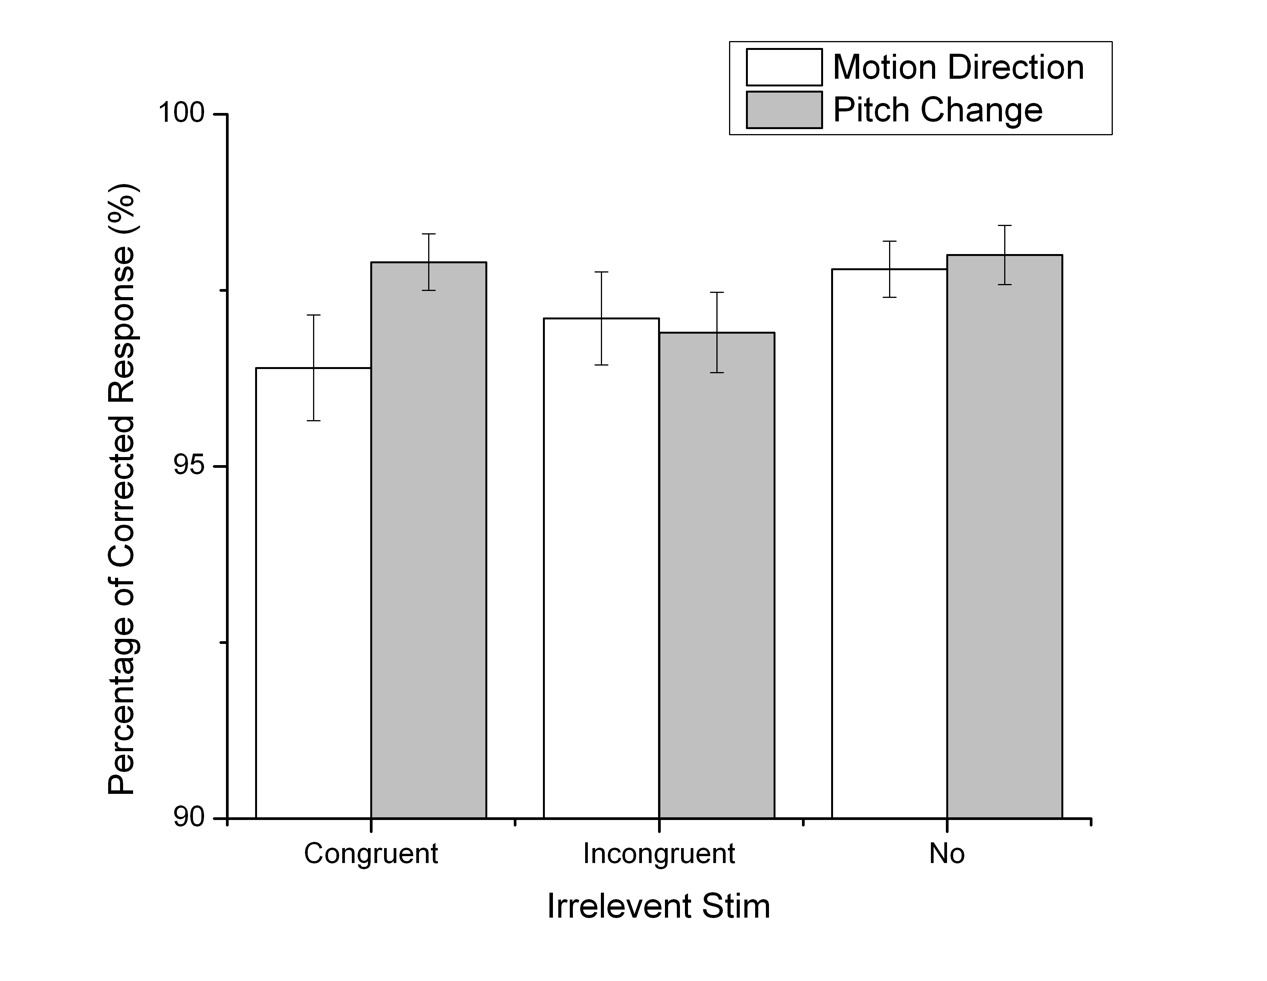 Motion Direction
Pitch Change
100
95
90
Percentage of Corrected Response (%)
Congruent
Incongruent
No
Irrelevent Stim